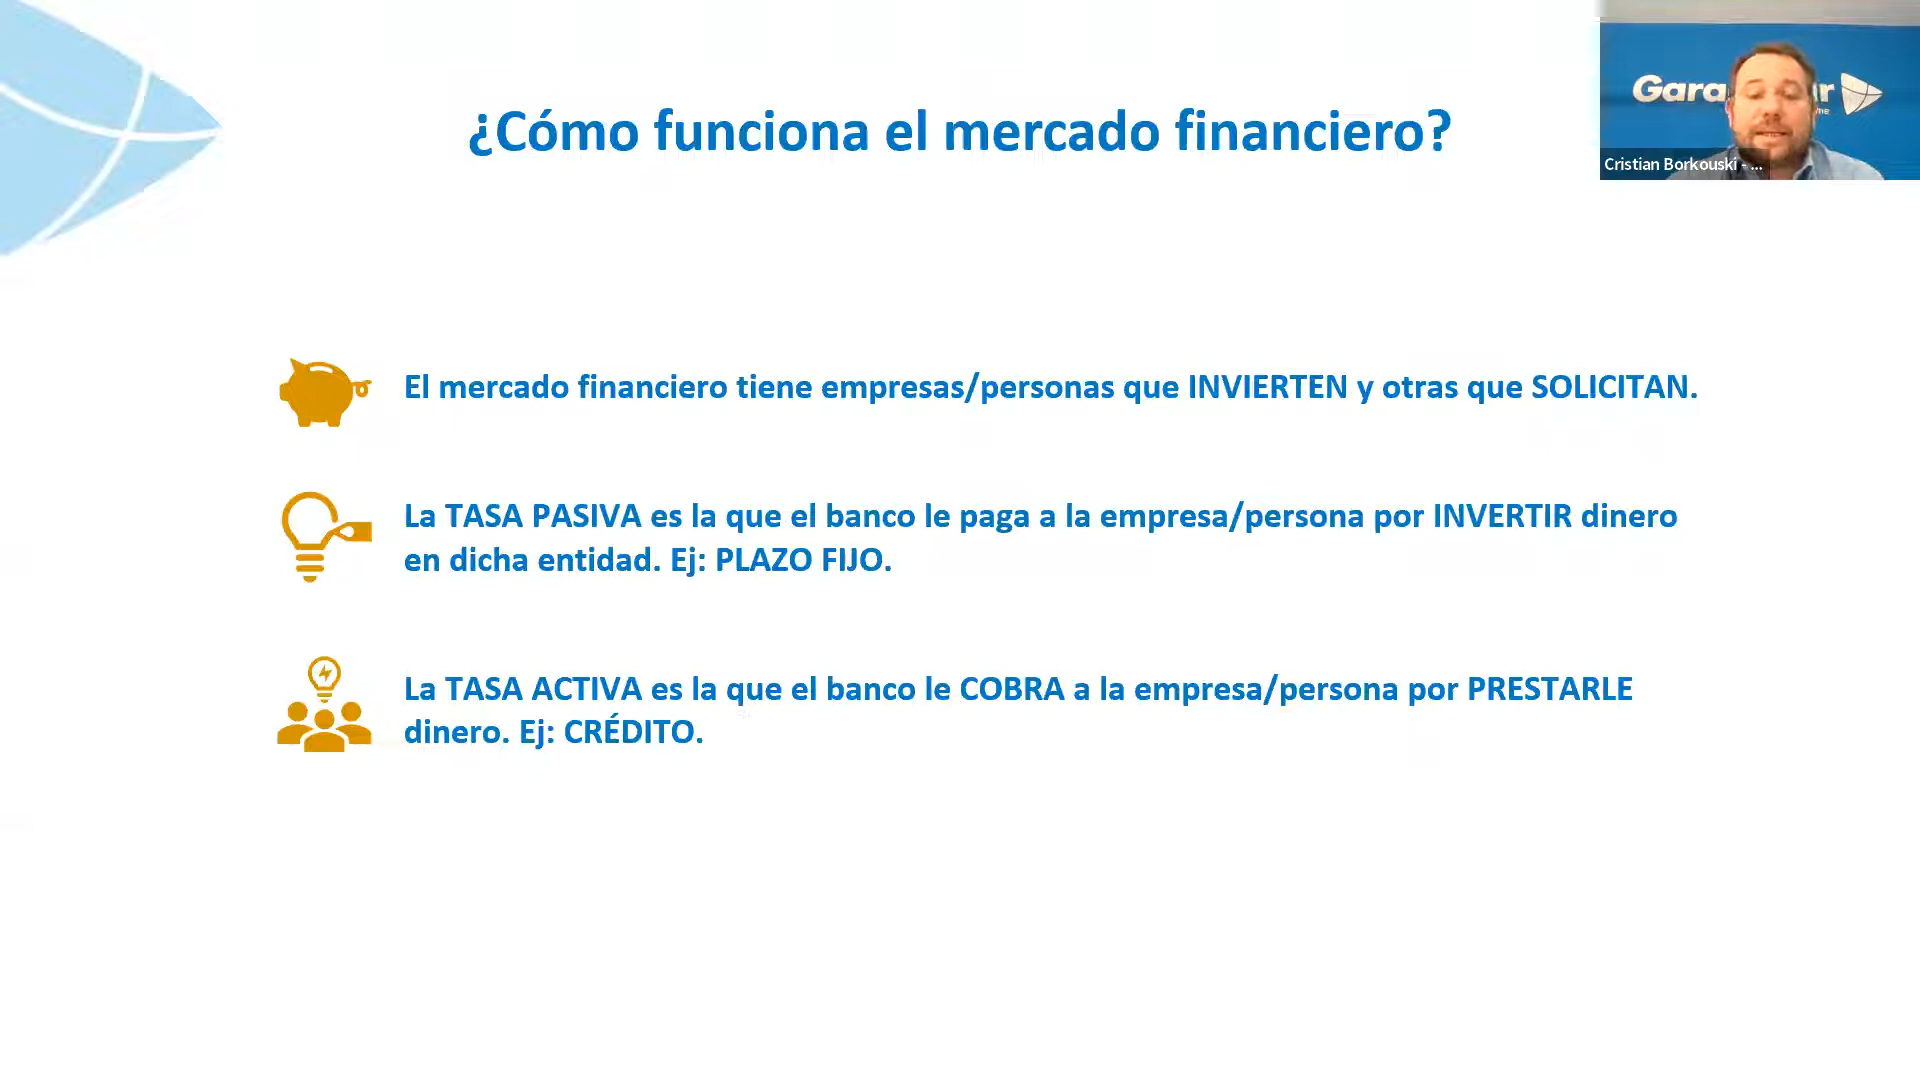 ¿Cómo funciona el mercado financiero?
Cristian Borkouski - ...
El mercado financiero tiene empresas/personas que INVIERTEN y otras que SOLICITAN.
La TASA PASIVA es la que el banco le paga a la empresa/persona por INVERTIR dinero
en dicha entidad. Ej: PLAZO FIJO.
La TASA ACTIVA es la que el banco le COBRA a la empresa/persona por PRESTARLE
dinero. Ej: CRÉDITO.